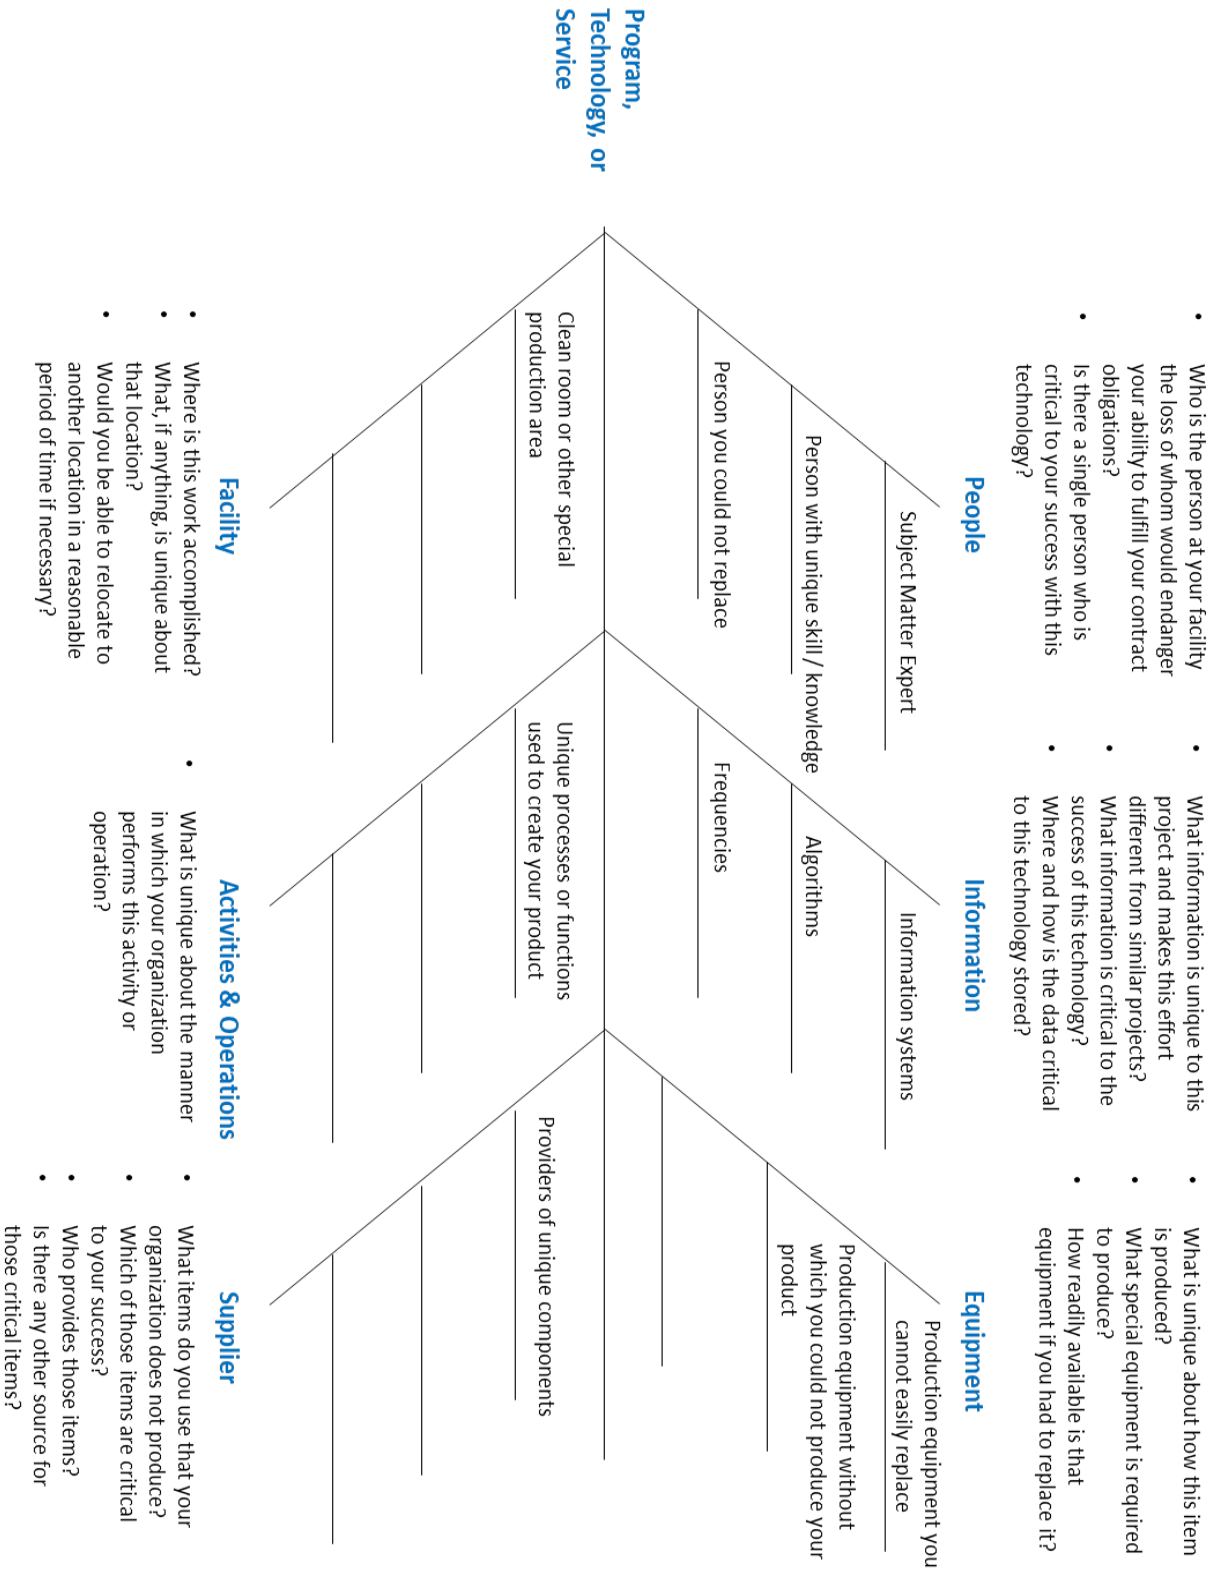 Who is the person at your facility
the loss of whom would endanger
your ability to fulfill your contract
obligations?
Is there a single person who is
critical to your success with this
technology?
What information is unique to this
project and makes this effort
different from similar projects?
What information is critical to the
success of this technology?
Where and how is the data critical
to this technology stored?
What is unique about how this item
is produced?
What special equipment is required
to produce?
How readily available is that
equipment if you had to replace it?
People
Information
Equipment
Subject Matter Expert
Person with unique skill / knowledge
Person you could not replace
Information systems
Algorithms
Frequencies
Production equipment you
cannot easily replace
Production equipment without
which you could not produce your
product
Program,
Technology, or
Service
Clean room or other special
production area
Unique processes or functions
used to create your product
Providers of unique components
Facility
Activities & Operations
Supplier
Where is this work accomplished?
What, if anything, is unique about
that location?
Would you be able to relocate to
another location in a reasonable
period of time if necessary?
What is unique about the manner
in which your organization
performs this activity or
operation?
What items do you use that your
organization does not produce?
Which of those items are critical
to your success?
Who provides those items?
Is there any other source for
those critical items?